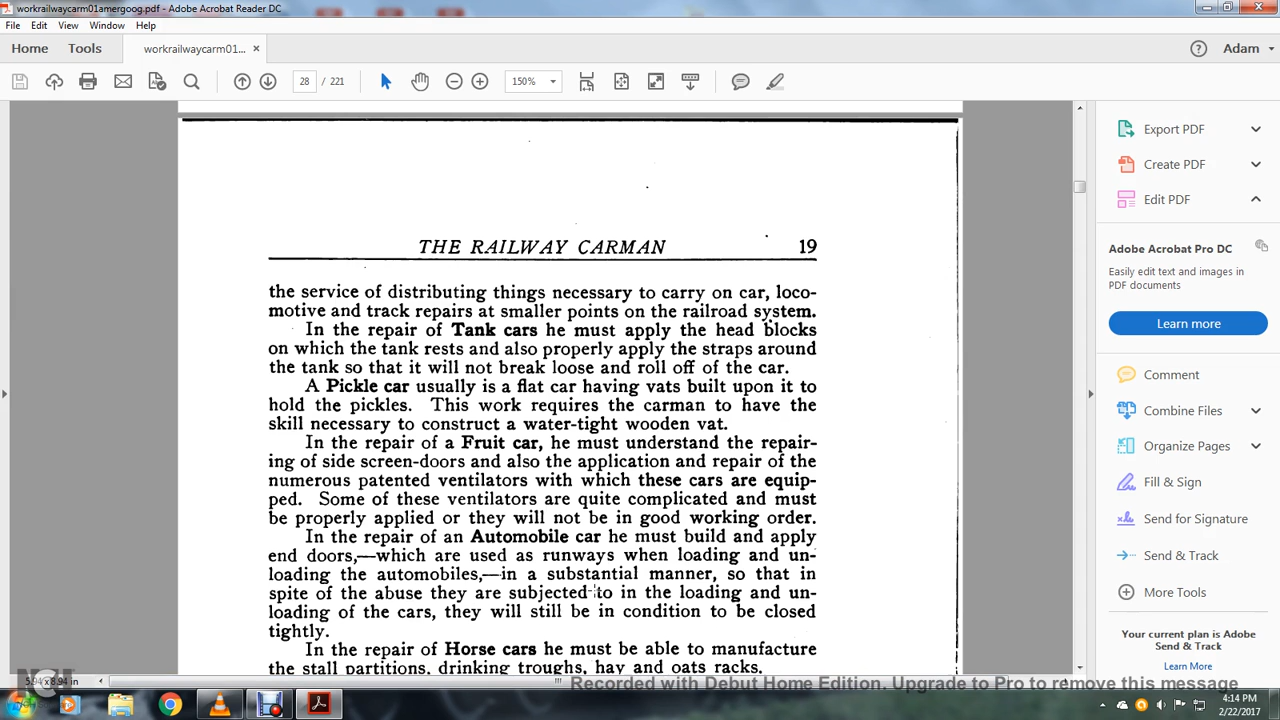 workrailwaycarm01amergoog.pdf - Adobe Acrobat Reader DC
File Edit View Window Help
Home Tools workrailwaycarm01... × ? Adam
28 / 221 150%
THE RAILWAY CARMAN 19
the service of distributing things necessary to carry on car, loco-
motive and track repairs at smaller points on the railroad system.
In the repair of Tank cars he must apply the head blocks
on which the tank rests and also properly apply the straps around
the tank so that it will not break loose and roll off of the car.
A Pickle car usually is a flat car having vats built upon it to
hold the pickles. This work requires the carman to have the
skill necessary to construct a water-tight wooden vat.
In the repair of a Fruit car, he must understand the repair-
ing of side screen-doors and also the application and repair of the
numerous patented ventilators with which these cars are equip-
ped. Some of these ventilators are quite complicated and must
be properly applied or they will not be in good working order.
In the repair of an Automobile car he must build and apply
end doors,—which are used as runways when loading and un-
loading the automobiles,—in a substantial manner, so that in
spite of the abuse they are subjected to in the loading and un-
loading of the cars, they will still be in condition to be closed
tightly.
In the repair of Horse cars he must be able to manufacture
the stall partitions, drinking troughs, hay and oats racks.
Export PDF
Create PDF
Edit PDF
Adobe Acrobat Pro DC
Easily edit text and images in
PDF documents
Learn more
Comment
Combine Files
Organize Pages
Fill & Sign
Send for Signature
Send & Track
More Tools
Your current plan is Adobe
Send & Track
Learn More
5.94 x 8.94 in
Recorded with Debut Home Edition. Upgrade to Pro to remove this message
4:14 PM
2/22/2017